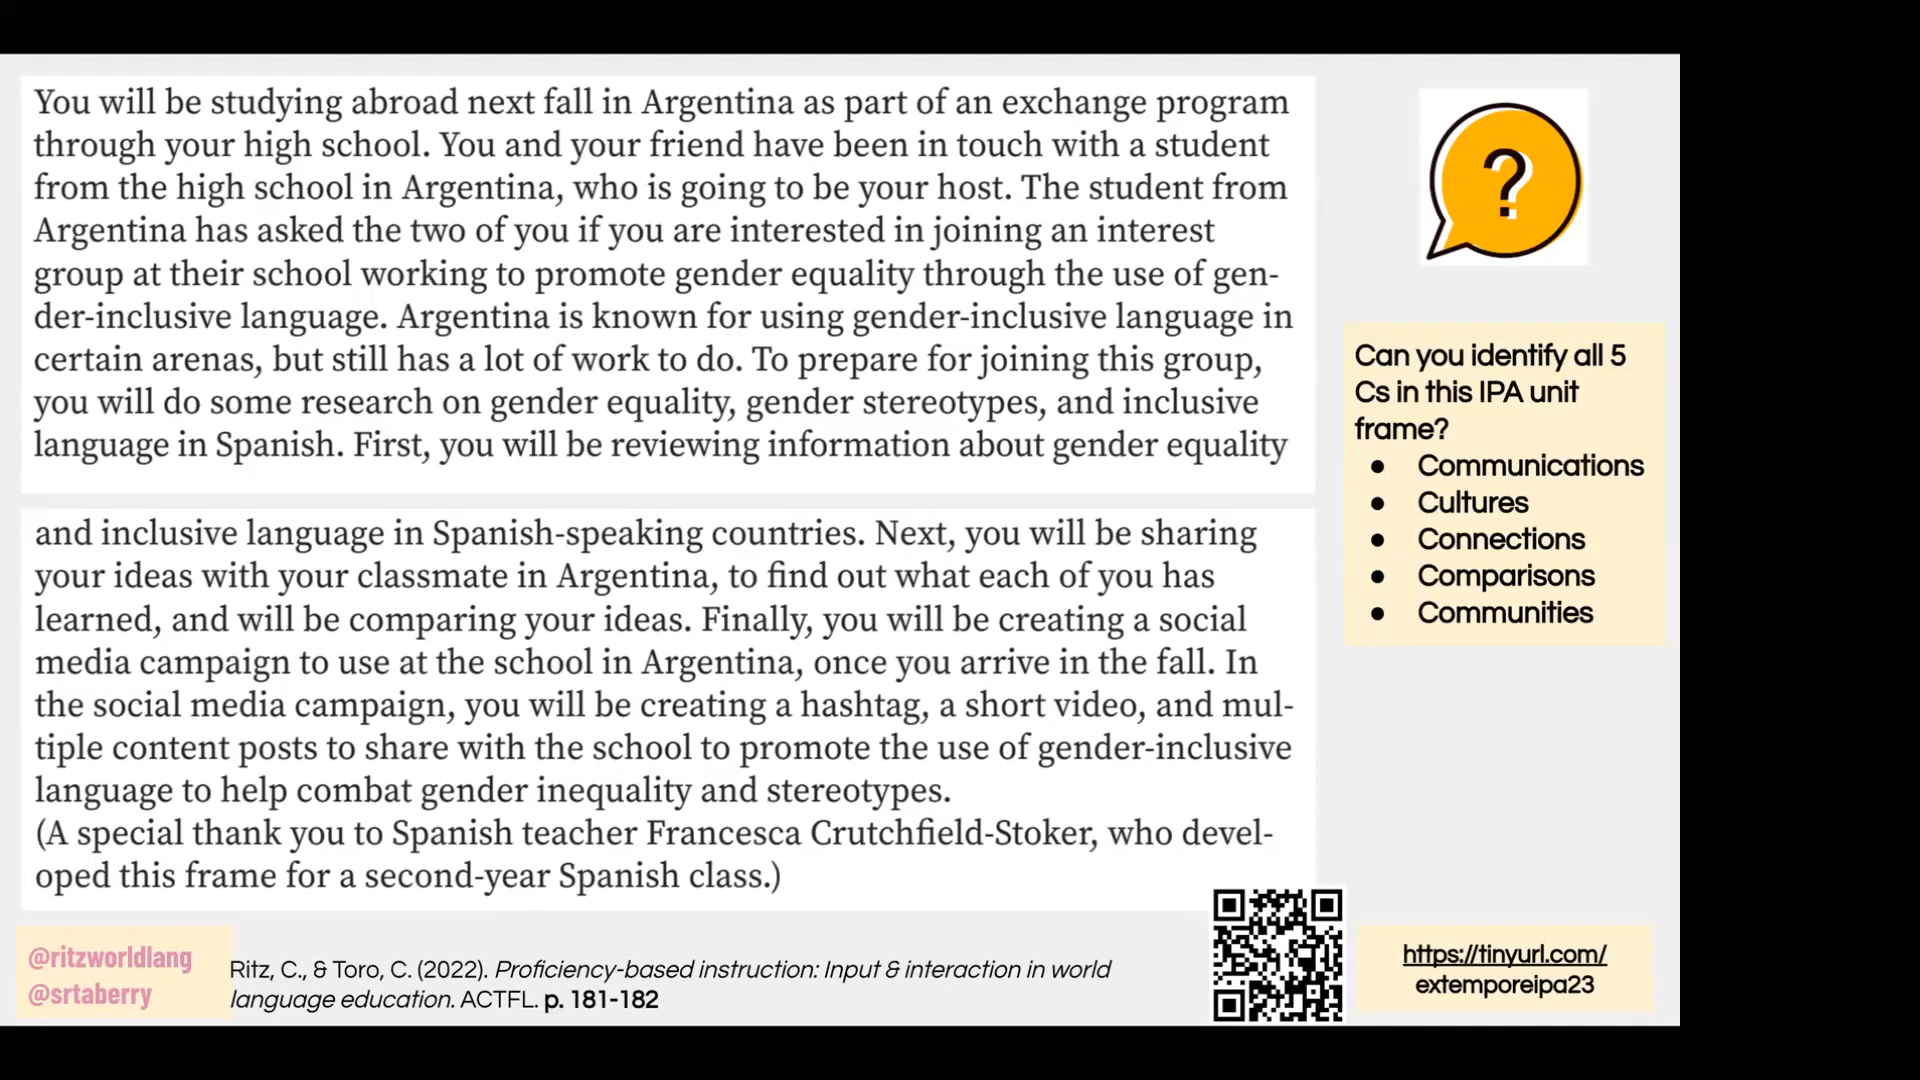 You will be studying abroad next fall in Argentina as part of an exchange program
through your high school. You and your friend have been in touch with a student
from the high school in Argentina, who is going to be your host. The student from
Argentina has asked the two of you if you are interested in joining an interest
group at their school working to promote gender equality through the use of gen-
der-inclusive language. Argentina is known for using gender-inclusive language in
certain arenas, but still has a lot of work to do. To prepare for joining this group,
you will do some research on gender equality, gender stereotypes, and inclusive
language in Spanish. First, you will be reviewing information about gender equality
and inclusive language in Spanish-speaking countries. Next, you will be sharing
your ideas with your classmate in Argentina, to find out what each of you has
learned, and will be comparing your ideas. Finally, you will be creating a social
media campaign to use at the school in Argentina, once you arrive in the fall. In
the social media campaign, you will be creating a hashtag, a short video, and mul-
tiple content posts to share with the school to promote the use of gender-inclusive
language to help combat gender inequality and stereotypes.
(A special thank you to Spanish teacher Francesca Crutchfield-Stoker, who devel-
oped this frame for a second-year Spanish class.)
?
Can you identify all 5
Cs in this IPA unit
frame?
● Communications
● Cultures
● Connections
● Comparisons
● Communities
@ritzworldlang
@srtaberry
Ritz, C., & Toro, C. (2022). Proficiency-based instruction: Input & interaction in world
language education. ACTFL. p. 181-182
https://tinyurl.com/
extemporeipa23